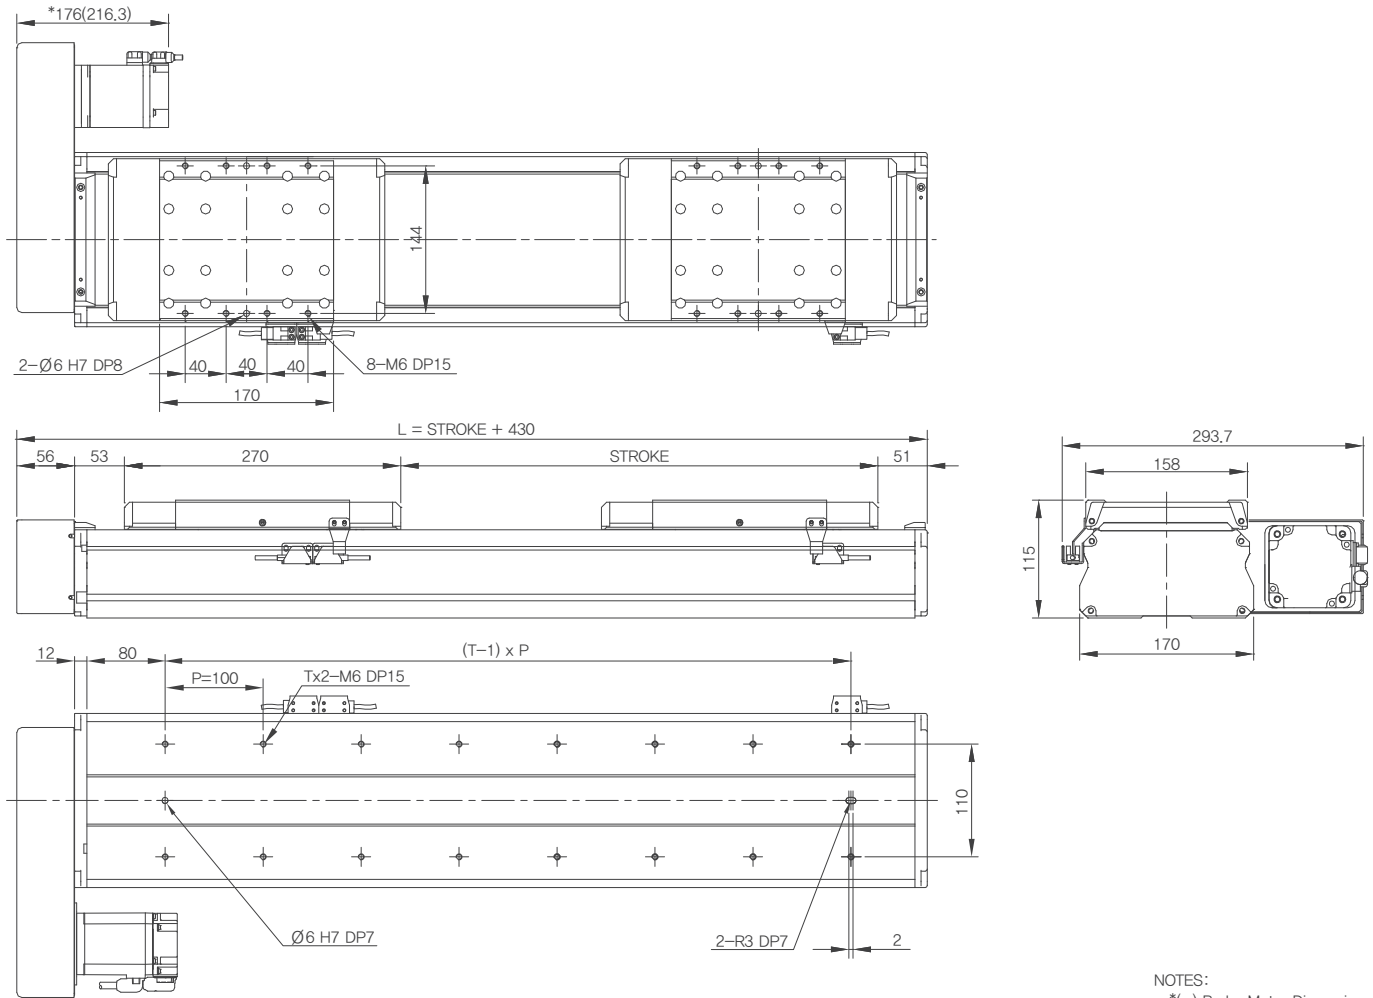 *176(216.3)
144
2-Ø6 H7 DP8
40
40
40
8-M6 DP15
170
L = STROKE + 430
56
53
270
STROKE
51
293.7
158
115
170
12
80
(T-1) x P
P=100
Tx2-M6 DP15
110
Ø6 H7 DP7
2-R3 DP7
2
NOTES: